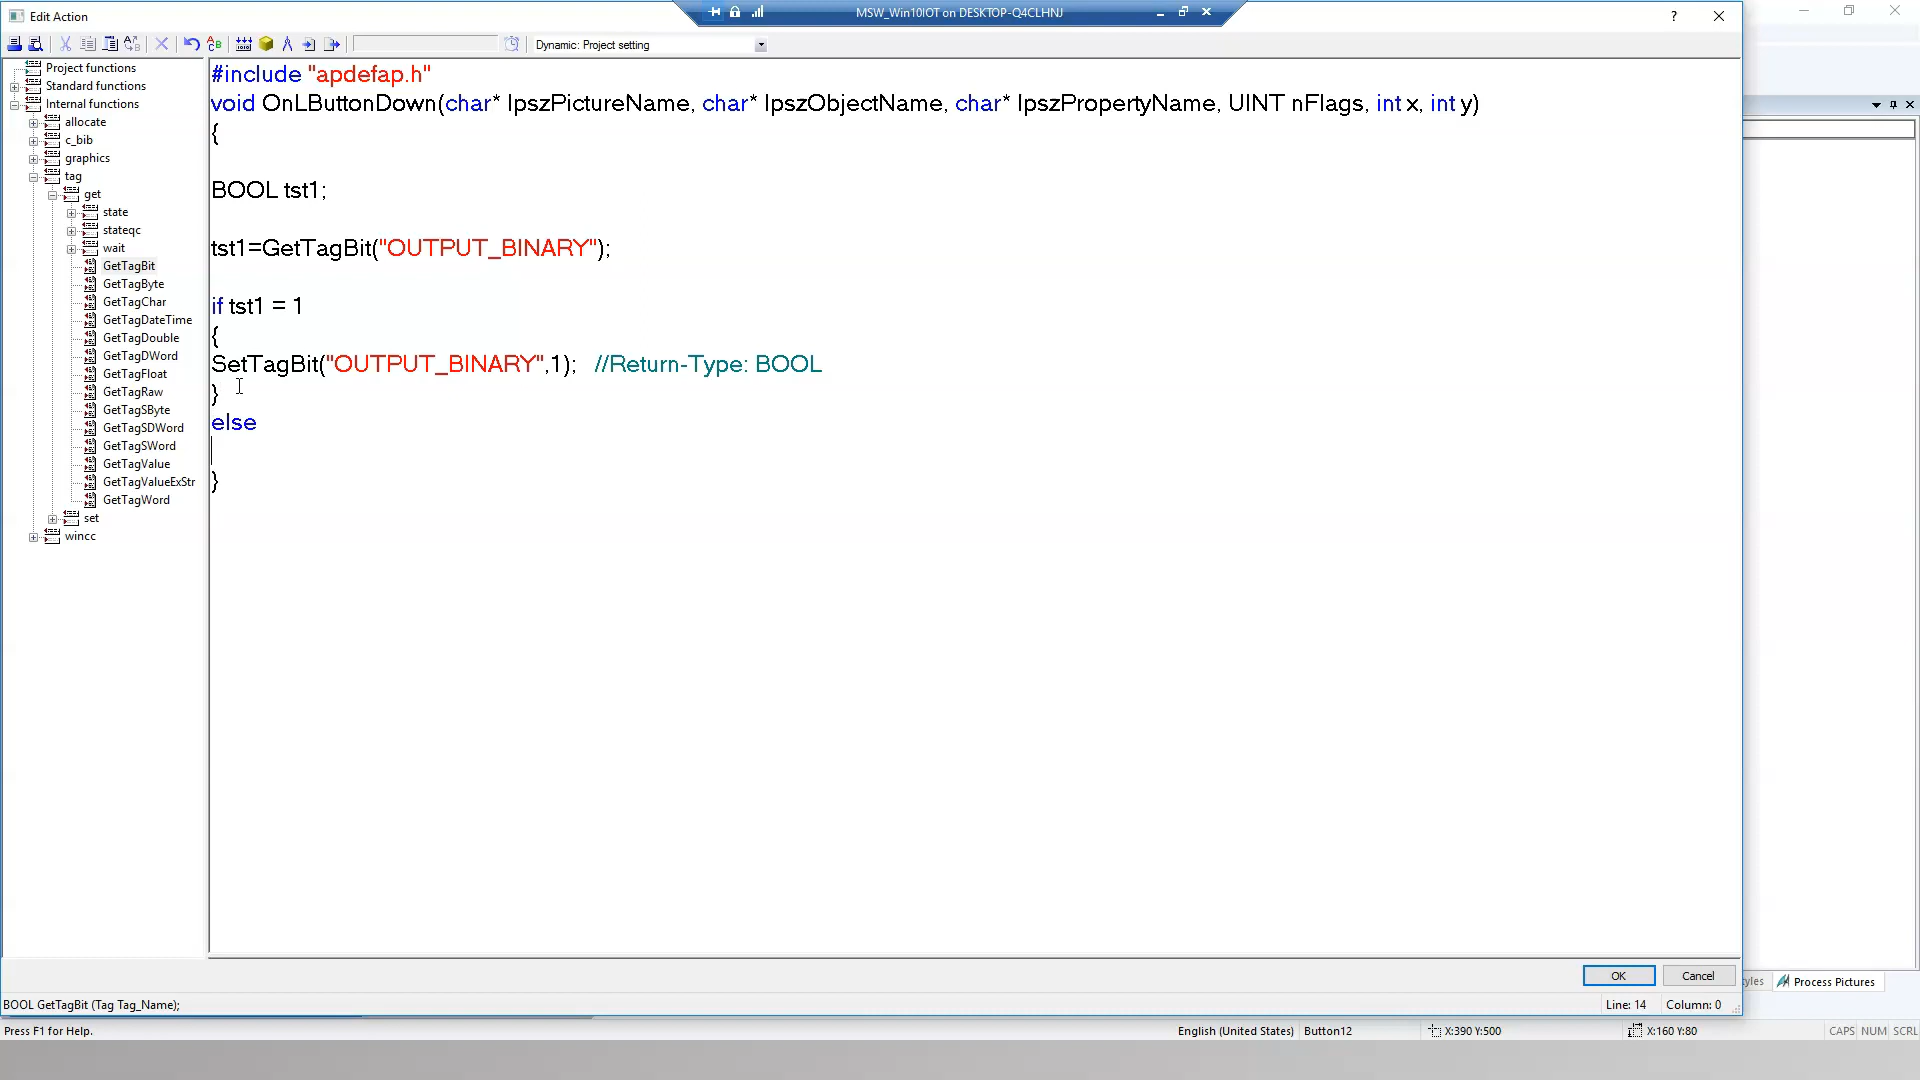 Edit Action
MSW_Win10IOT on DESKTOP-Q4CLHNJ
Dynamic: Project setting
Project functions
Standard functions
Internal functions
allocate
c_bib
graphics
tag
get
state
stateqc
wait
GetTagBit
GetTagByte
GetTagChar
GetTagDateTime
GetTagDouble
GetTagDWord
GetTagFloat
GetTagRaw
GetTagSByte
GetTagSDWord
GetTagSWord
GetTagValue
GetTagValueExStr
GetTagWord
set
wincc
#include "apdefap.h"
void OnLButtonDown(char* lpszPictureName, char* lpszObjectName, char* lpszPropertyName, UINT nFlags, int x, int y)
{
BOOL tst1;
tst1=GetTagBit("OUTPUT_BINARY");
if tst1 = 1
{
SetTagBit("OUTPUT_BINARY",1);   //Return-Type: BOOL
}
else
}
OK Cancel
Process Pictures
BOOL GetTagBit (Tag Tag_Name); Line: 14 Column: 0
Press F1 for Help. English (United States) Button12 X:390 Y:500 X:160 Y:80 CAPS NUM SCRL